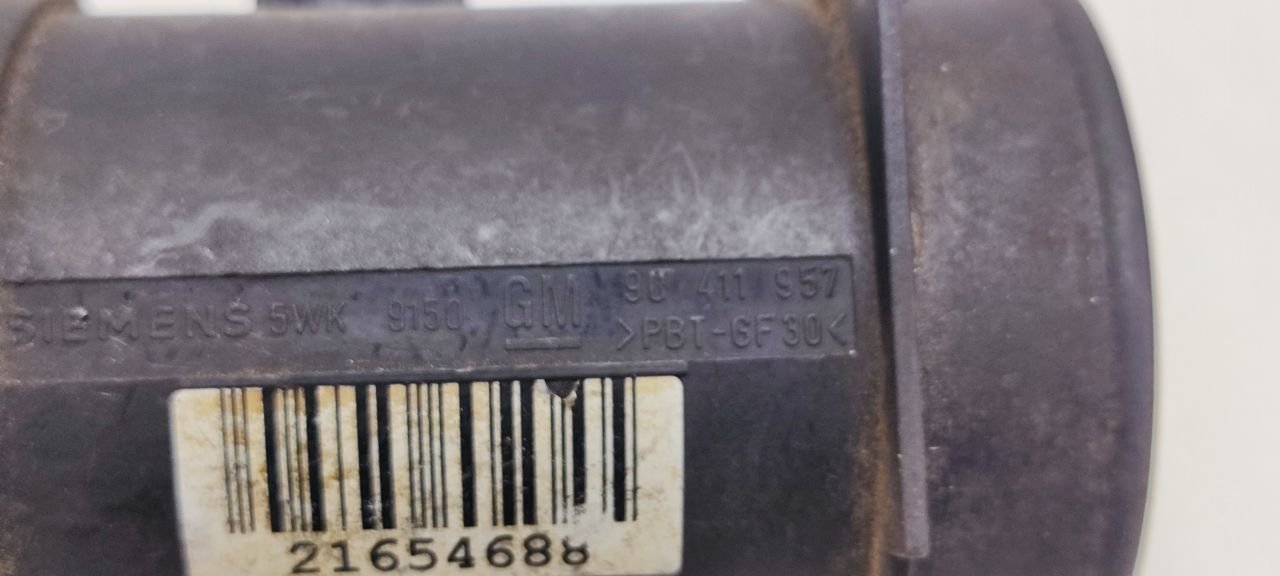 SIEMENS 5WK 9150 GM 90 411 957
>PBT-GF30<
21654688